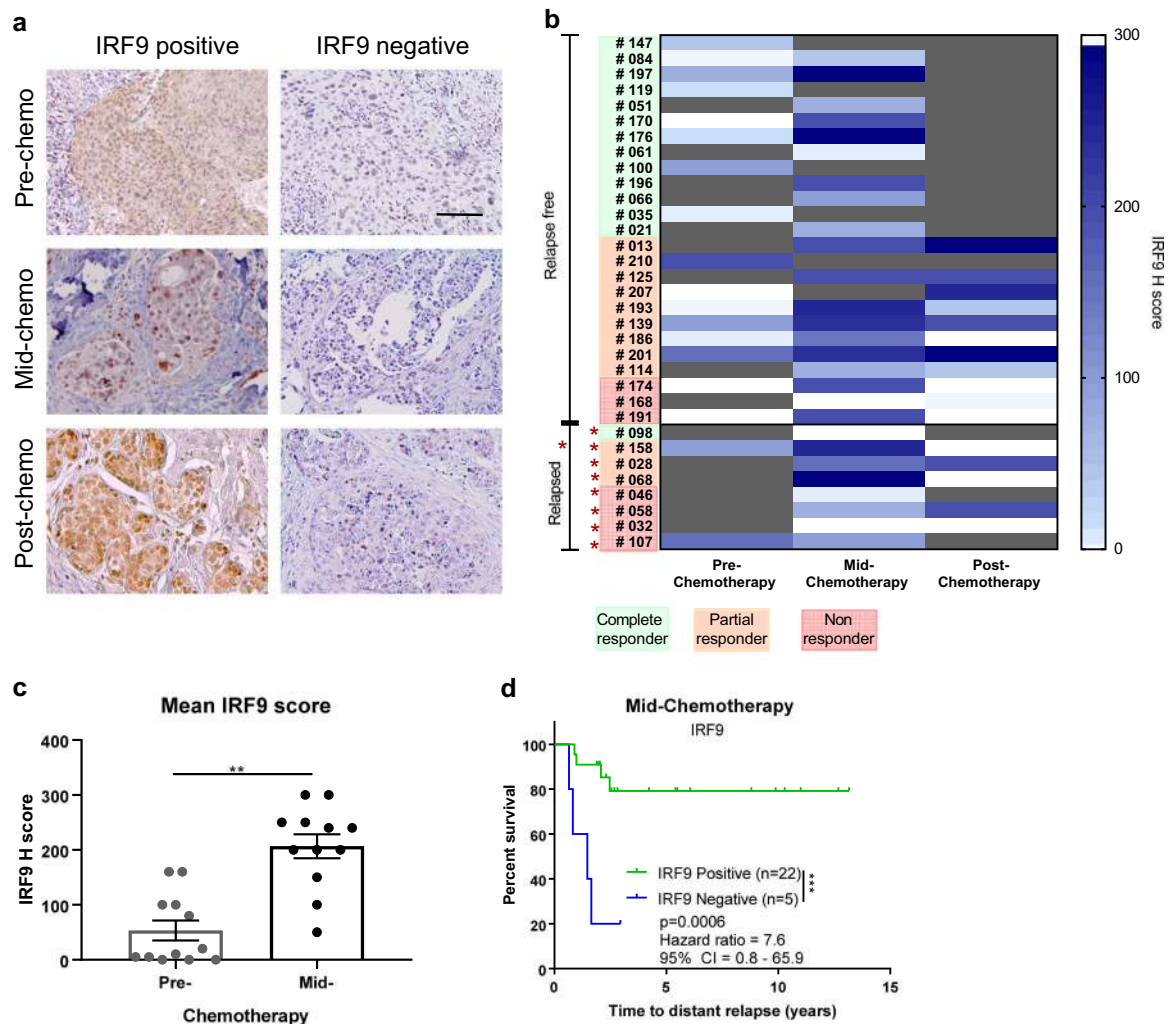 a
IRF9 positive
IRF9 negative
Pre-chemo
Mid-chemo
Post-chemo
b
Relapse free
Relapsed
# 147
# 084
# 197
# 119
# 051
# 170
# 176
# 061
# 100
# 196
# 066
# 035
# 021
# 013
# 210
# 125
# 207
# 193
# 139
# 186
# 201
# 114
# 174
# 168
# 191
* # 098
* * # 158
* # 028
* # 068
* # 046
* # 058
* # 032
* # 107
Pre-
Chemotherapy
Mid-
Chemotherapy
Post-
Chemotherapy
300
200
100
0
IRF9 H score
Complete
responder
Partial
responder
Non
responder
c
Mean IRF9 score
IRF9 H score
400
300
200
100
0
**
Pre-
Mid-
Chemotherapy
d
Mid-Chemotherapy
IRF9
Percent survival
100
80
60
40
20
0
IRF9 Positive (n=22)
IRF9 Negative (n=5)
***
p=0.0006
Hazard ratio = 7.6
95% CI = 0.8 - 65.9
0
5
10
15
Time to distant relapse (years)